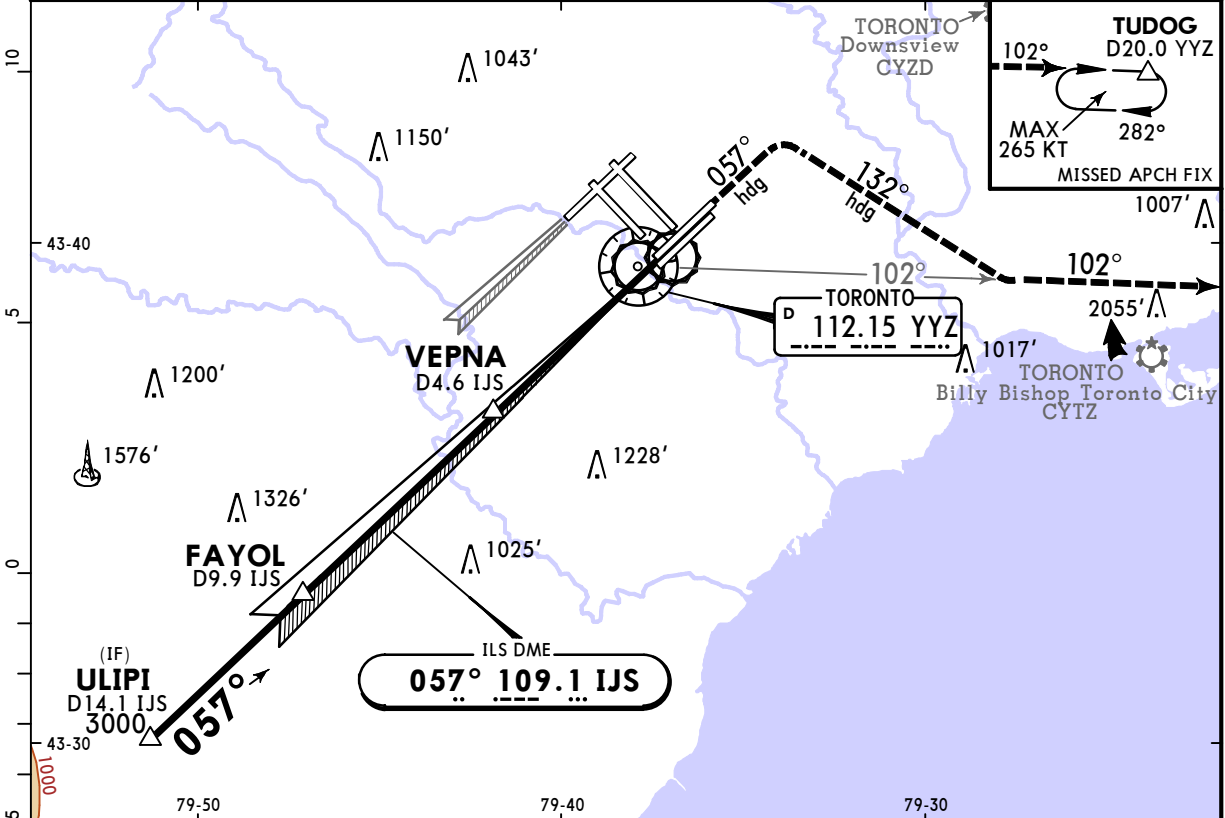 TORONTO
Downsview
CYZD
TUDOG
D20.0 YYZ
102°
MAX
265 KT
282°
MISSED APCH FIX
10
1043'
1150'
057°
hdg
132°
hdg
1007'
43-40
102°
102°
TORONTO
D 112.15 YYZ
2055'
5
VEPNA
D4.6 IJS
1017'
TORONTO
Billy Bishop Toronto City
CYTZ
1200'
1576'
1228'
1326'
FAYOL
D9.9 IJS
1025'
0
ILS DME
057° 109.1 IJS
(IF)
ULIPI
D14.1 IJS
3000
057°
43-30
1000
5
79-50
79-40
79-30